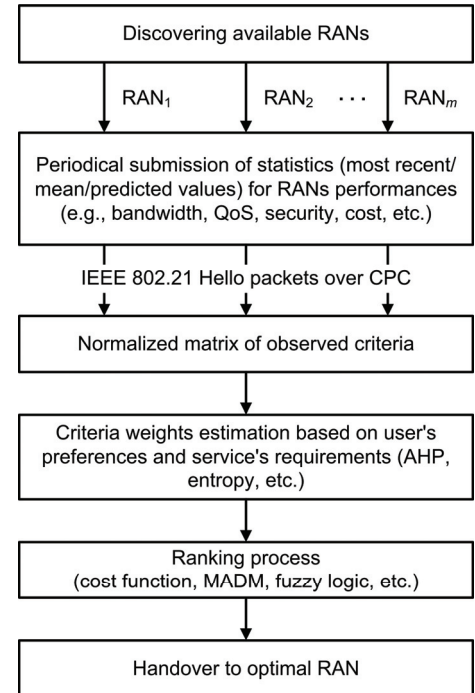 Discovering available RANs
RAN₁ RAN₂ · · · RANₘ
Periodical submission of statistics (most recent/
mean/predicted values) for RANs performances
(e.g., bandwidth, QoS, security, cost, etc.)
IEEE 802.21 Hello packets over CPC
Normalized matrix of observed criteria
Criteria weights estimation based on user's
preferences and service's requirements (AHP,
entropy, etc.)
Ranking process
(cost function, MADM, fuzzy logic, etc.)
Handover to optimal RAN